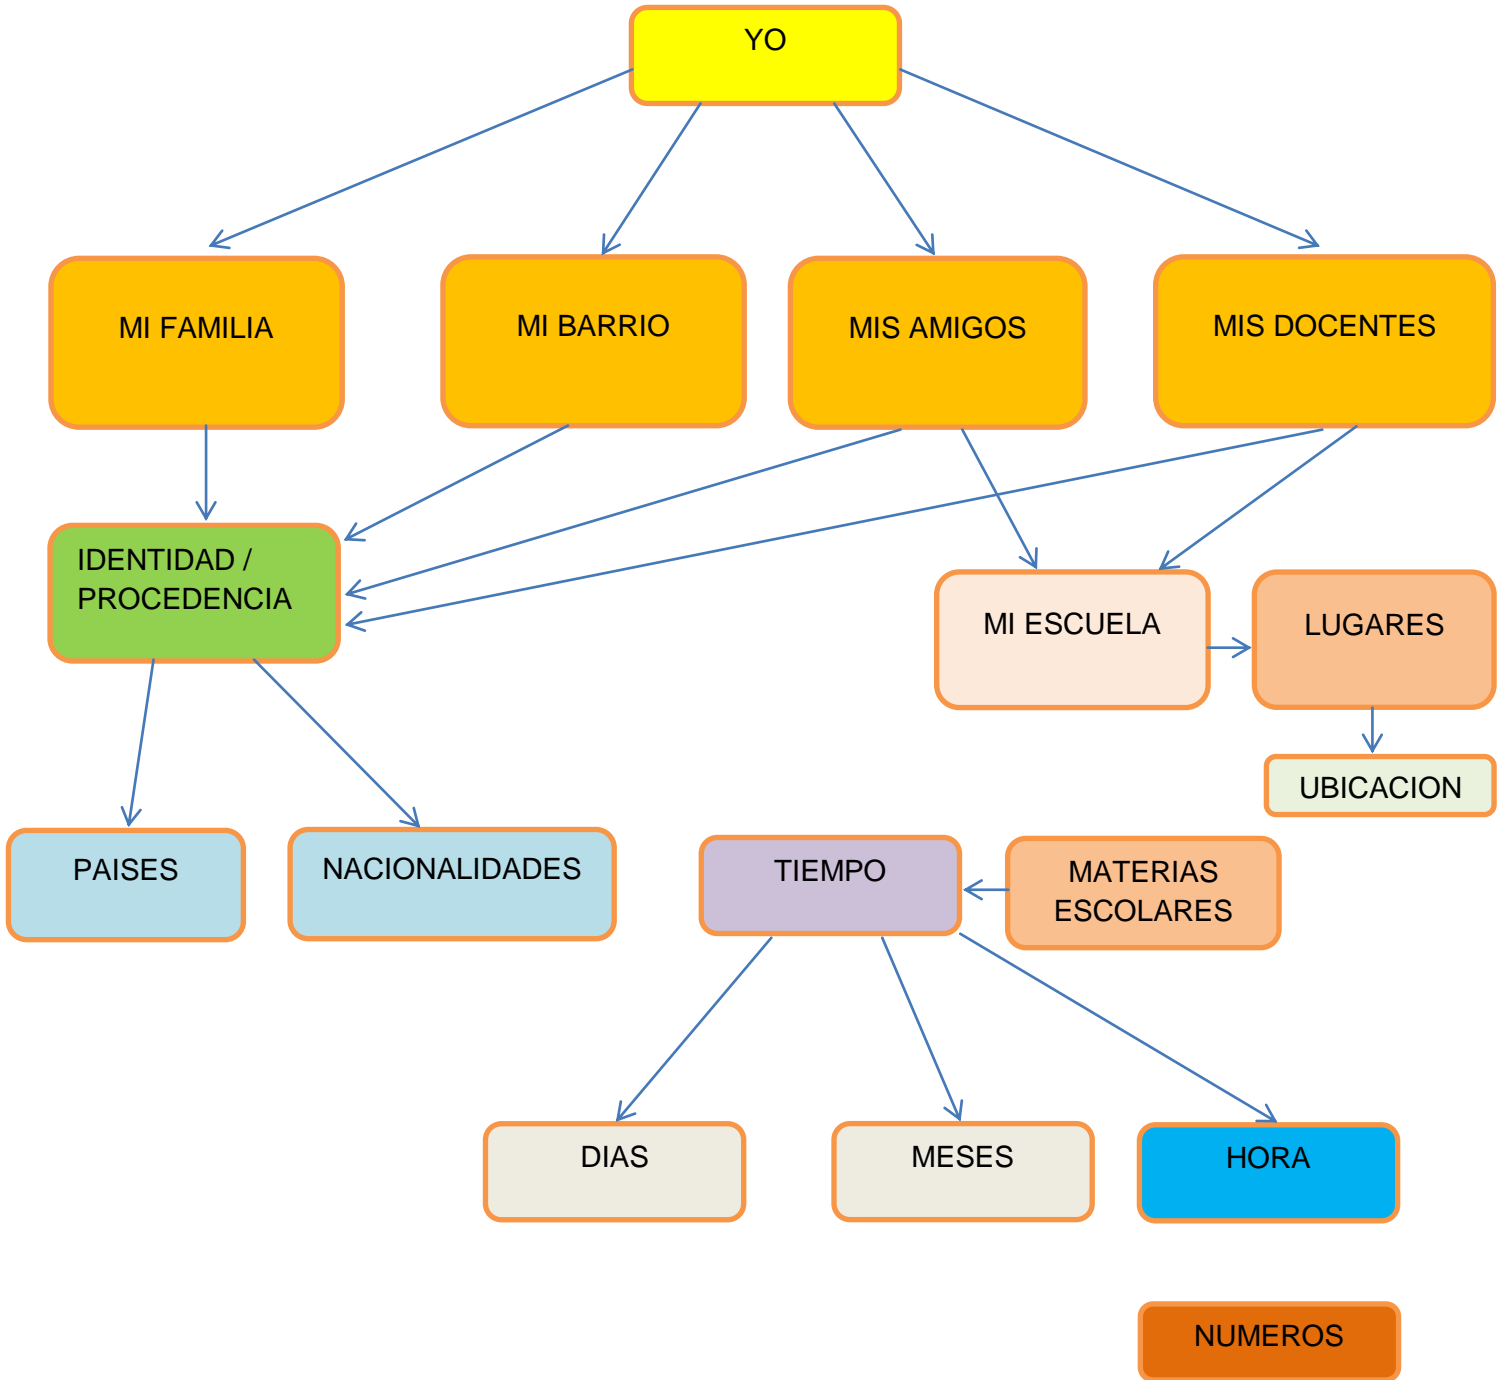 YO
MI FAMILIA
MI BARRIO
MIS AMIGOS
MIS DOCENTES
IDENTIDAD /
PROCEDENCIA
MI ESCUELA
LUGARES
UBICACION
PAISES
NACIONALIDADES
TIEMPO
MATERIAS
ESCOLARES
DIAS
MESES
HORA
NUMEROS